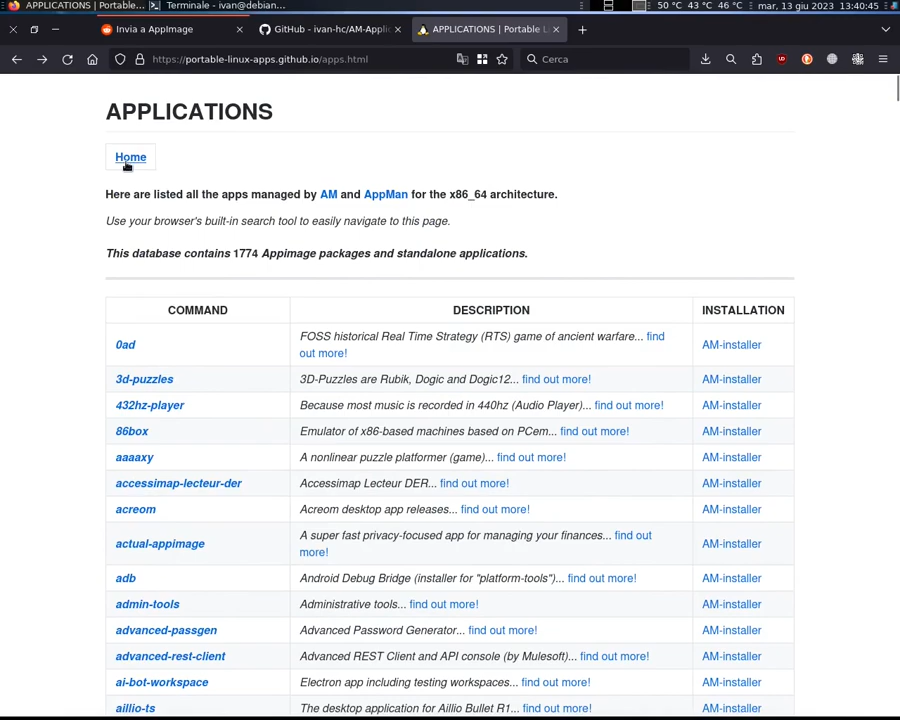 APPLICATIONS | Portable... Terminale - ivan@debian... 50 °C 43 °C 46 °C mar, 13 giu 2023 13:40:45
Invia a AppImage GitHub - ivan-hc/AM-Applic APPLICATIONS | Portable L
https://portable-linux-apps.github.io/apps.html Cerca
APPLICATIONS
Home
Here are listed all the apps managed by AM and AppMan for the x86_64 architecture.
Use your browser's built-in search tool to easily navigate to this page.
This database contains 1774 Appimage packages and standalone applications.
COMMAND DESCRIPTION INSTALLATION
0ad FOSS historical Real Time Strategy (RTS) game of ancient warfare... find
out more! AM-installer
3d-puzzles 3D-Puzzles are Rubik, Dogic and Dogic12... find out more! AM-installer
432hz-player Because most music is recorded in 440hz (Audio Player)... find out more! AM-installer
86box Emulator of x86-based machines based on PCem... find out more! AM-installer
aaaaxy A nonlinear puzzle platformer (game)... find out more! AM-installer
accessimap-lecteur-der Accessimap Lecteur DER... find out more! AM-installer
acreom Acreom desktop app releases... find out more! AM-installer
actual-appimage A super fast privacy-focused app for managing your finances... find out
more! AM-installer
adb Android Debug Bridge (installer for "platform-tools")... find out more! AM-installer
admin-tools Administrative tools... find out more! AM-installer
advanced-passgen Advanced Password Generator... find out more! AM-installer
advanced-rest-client Advanced REST Client and API console (by Mulesoft)... find out more! AM-installer
ai-bot-workspace Electron app including testing workspaces... find out more! AM-installer
aillio-ts The desktop application for Aillio Bullet R1... find out more! AM-installer